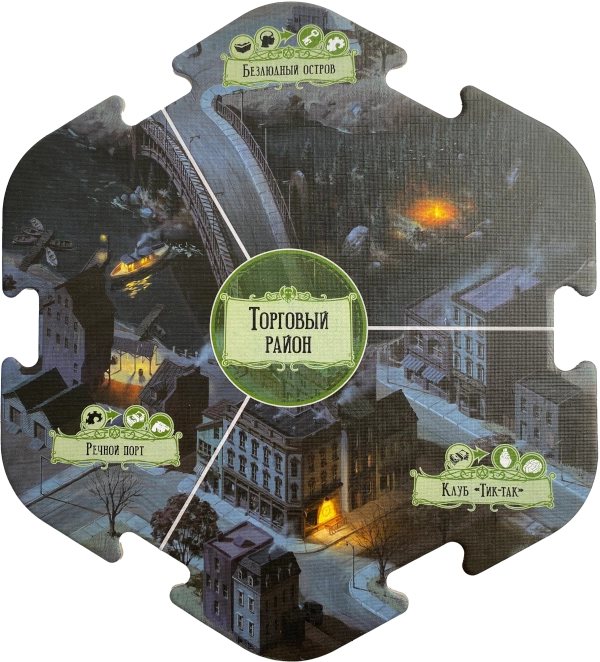 Безлюдный остров
Торговый
район
Речной порт
Клуб «Тик-так»